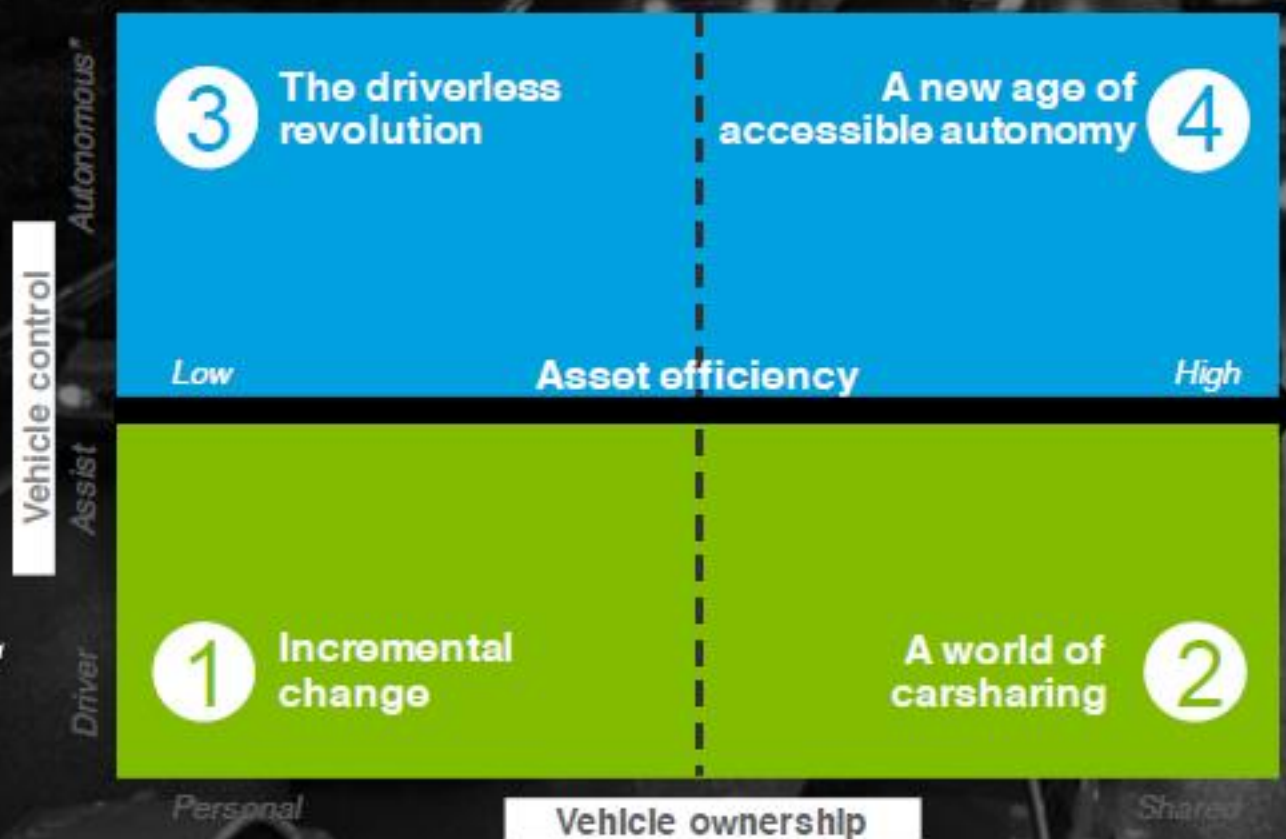 Autonomous*
3
The driverless
revolution
A new age of
accessible autonomy
4
Vehicle control
Low
Asset efficiency
High
Assist
Driver
1
Incremental
change
A world of
carsharing
2
Personal
Vehicle ownership
Shared